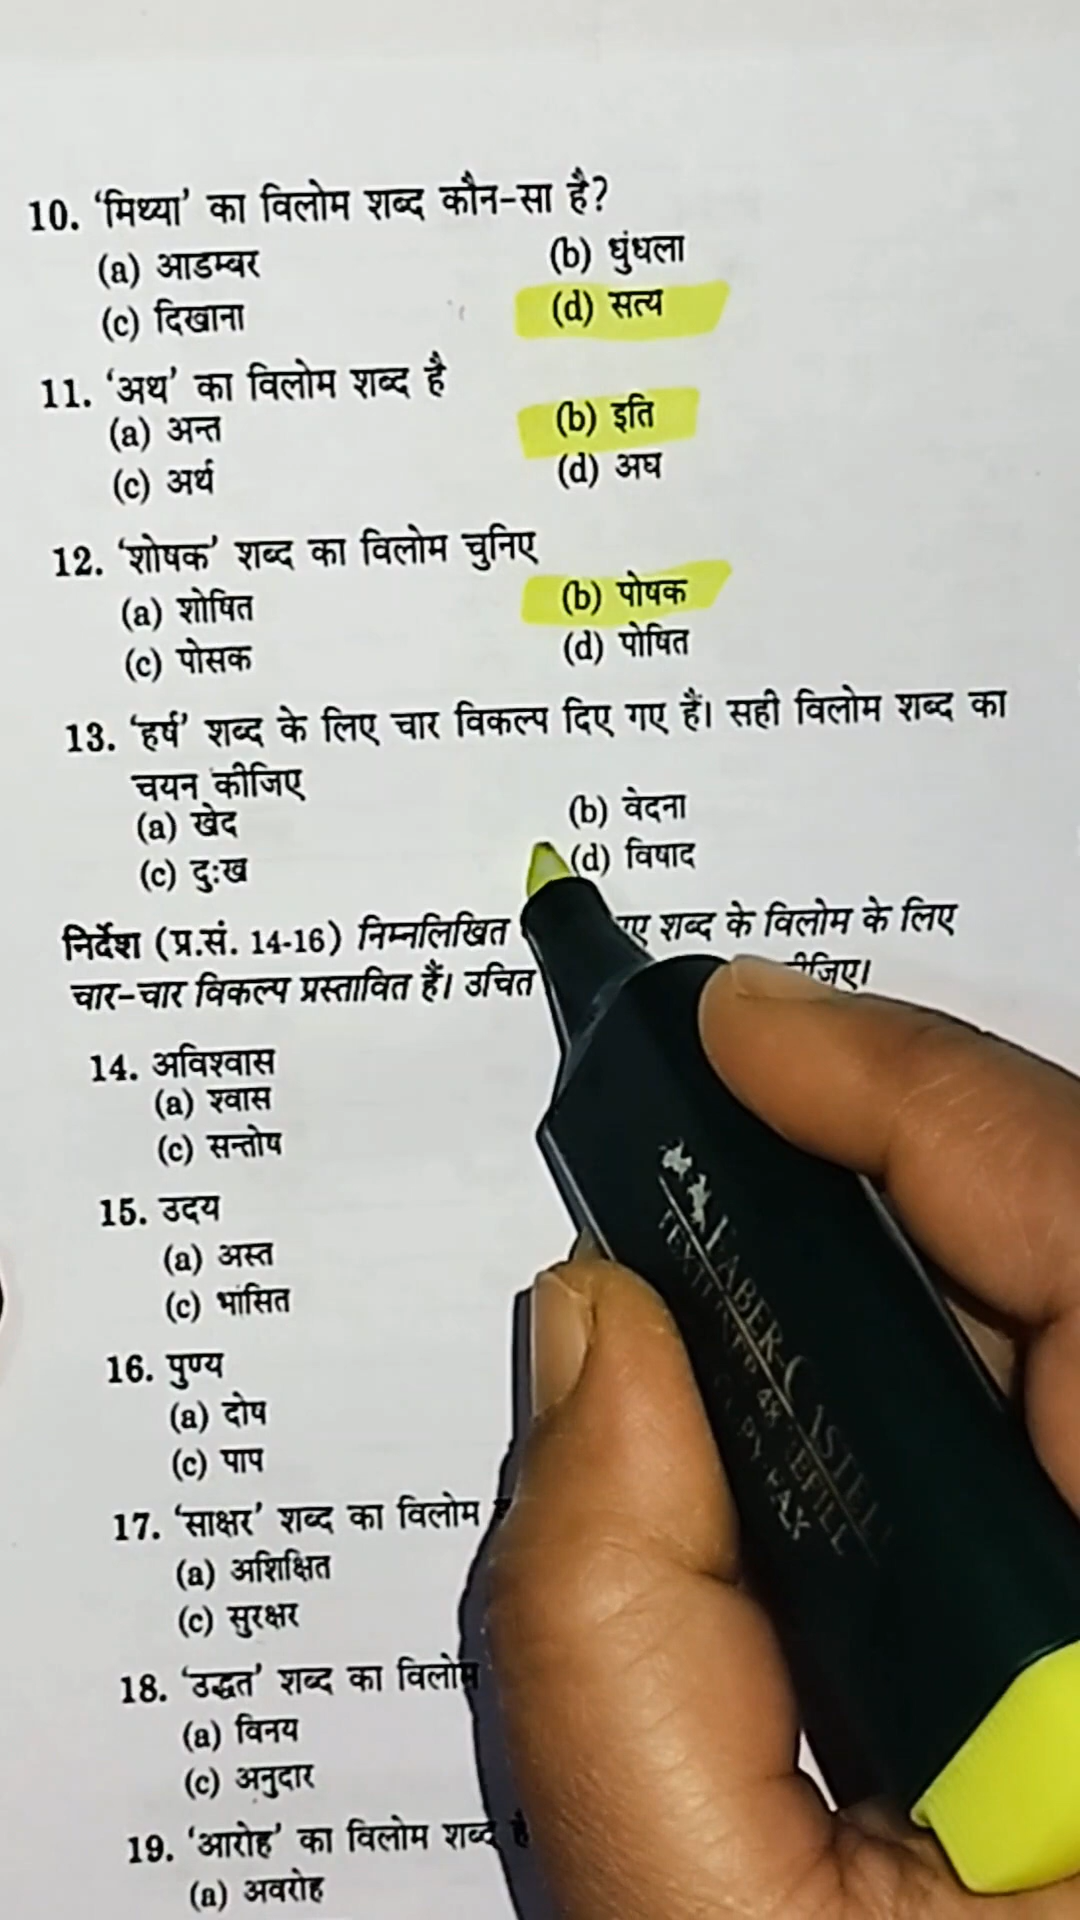 10. ‘मिथ्या’ का विलोम शब्द कौन-सा है?
(a) आडम्बर (b) धुंधला
(c) दिखाना (d) सत्य
11. ‘अथ’ का विलोम शब्द है
(a) अन्त (b) इति
(c) अर्थ (d) अघ
12. ‘शोषक’ शब्द का विलोम चुनिए
(a) शोषित (b) पोषक
(c) पोसक (d) पोषित
13. ‘हर्ष’ शब्द के लिए चार विकल्प दिए गए हैं। सही विलोम शब्द का
चयन कीजिए
(a) खेद (b) वेदना
(c) दुःख (d) विषाद
निर्देश (प्र.सं. 14-16) निम्नलिखित शब्द के विलोम के लिए
चार-चार विकल्प प्रस्तावित हैं। उचित
14. अविश्वास
(a) श्वास
(c) सन्तोष
15. उदय
(a) अस्त
(c) भासित
16. पुण्य
(a) दोष
(c) पाप
17. ‘साक्षर’ शब्द का विलोम
(a) अशिक्षित
(c) सुरक्षर
18. ‘उद्धत’ शब्द का विलोम
(a) विनय
(c) अनुदार
19. ‘आरोह’ का विलोम शब्द है
(a) अवरोह
FABER-CASTELL